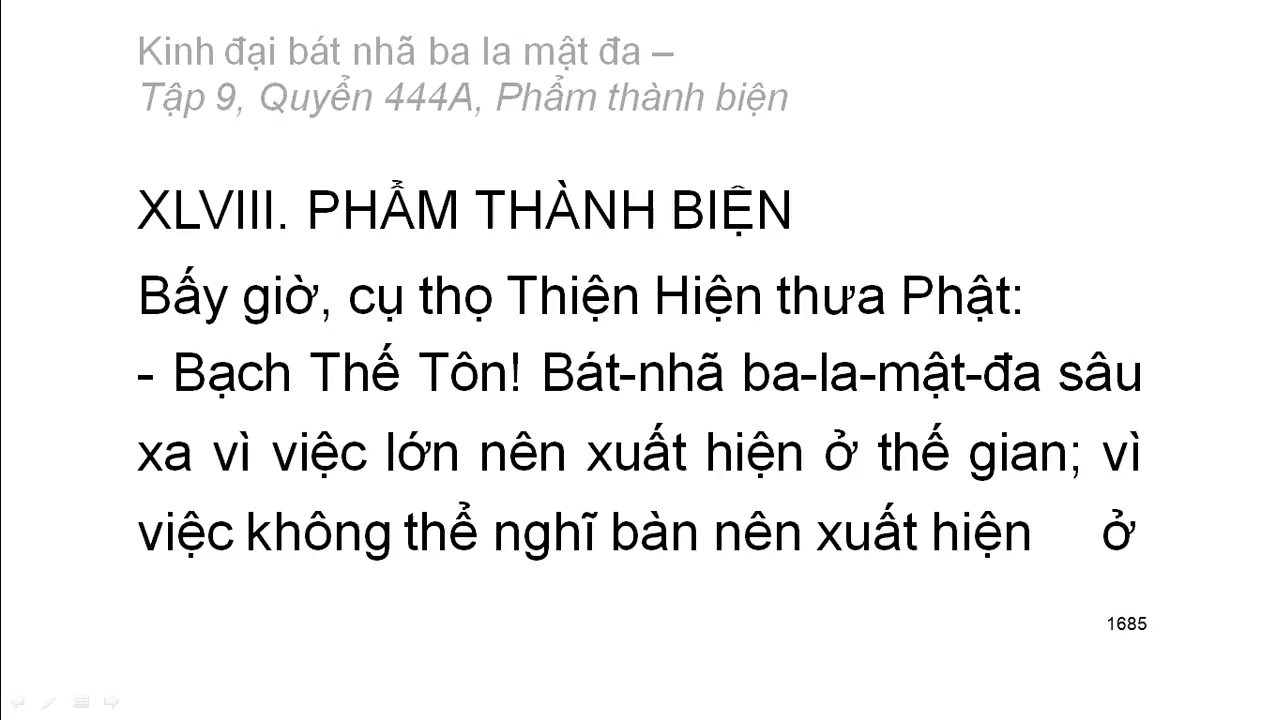 Kinh đại bát nhã ba la mật đa –
Tập 9, Quyển 444A, Phẩm thành biện
XLVIII. PHẨM THÀNH BIỆN
Bấy giờ, cụ thọ Thiện Hiện thưa Phật:
- Bạch Thế Tôn! Bát-nhã ba-la-mật-đa sâu
xa vì việc lớn nên xuất hiện ở thế gian; vì
việc không thể nghĩ bàn nên xuất hiện ở
1685